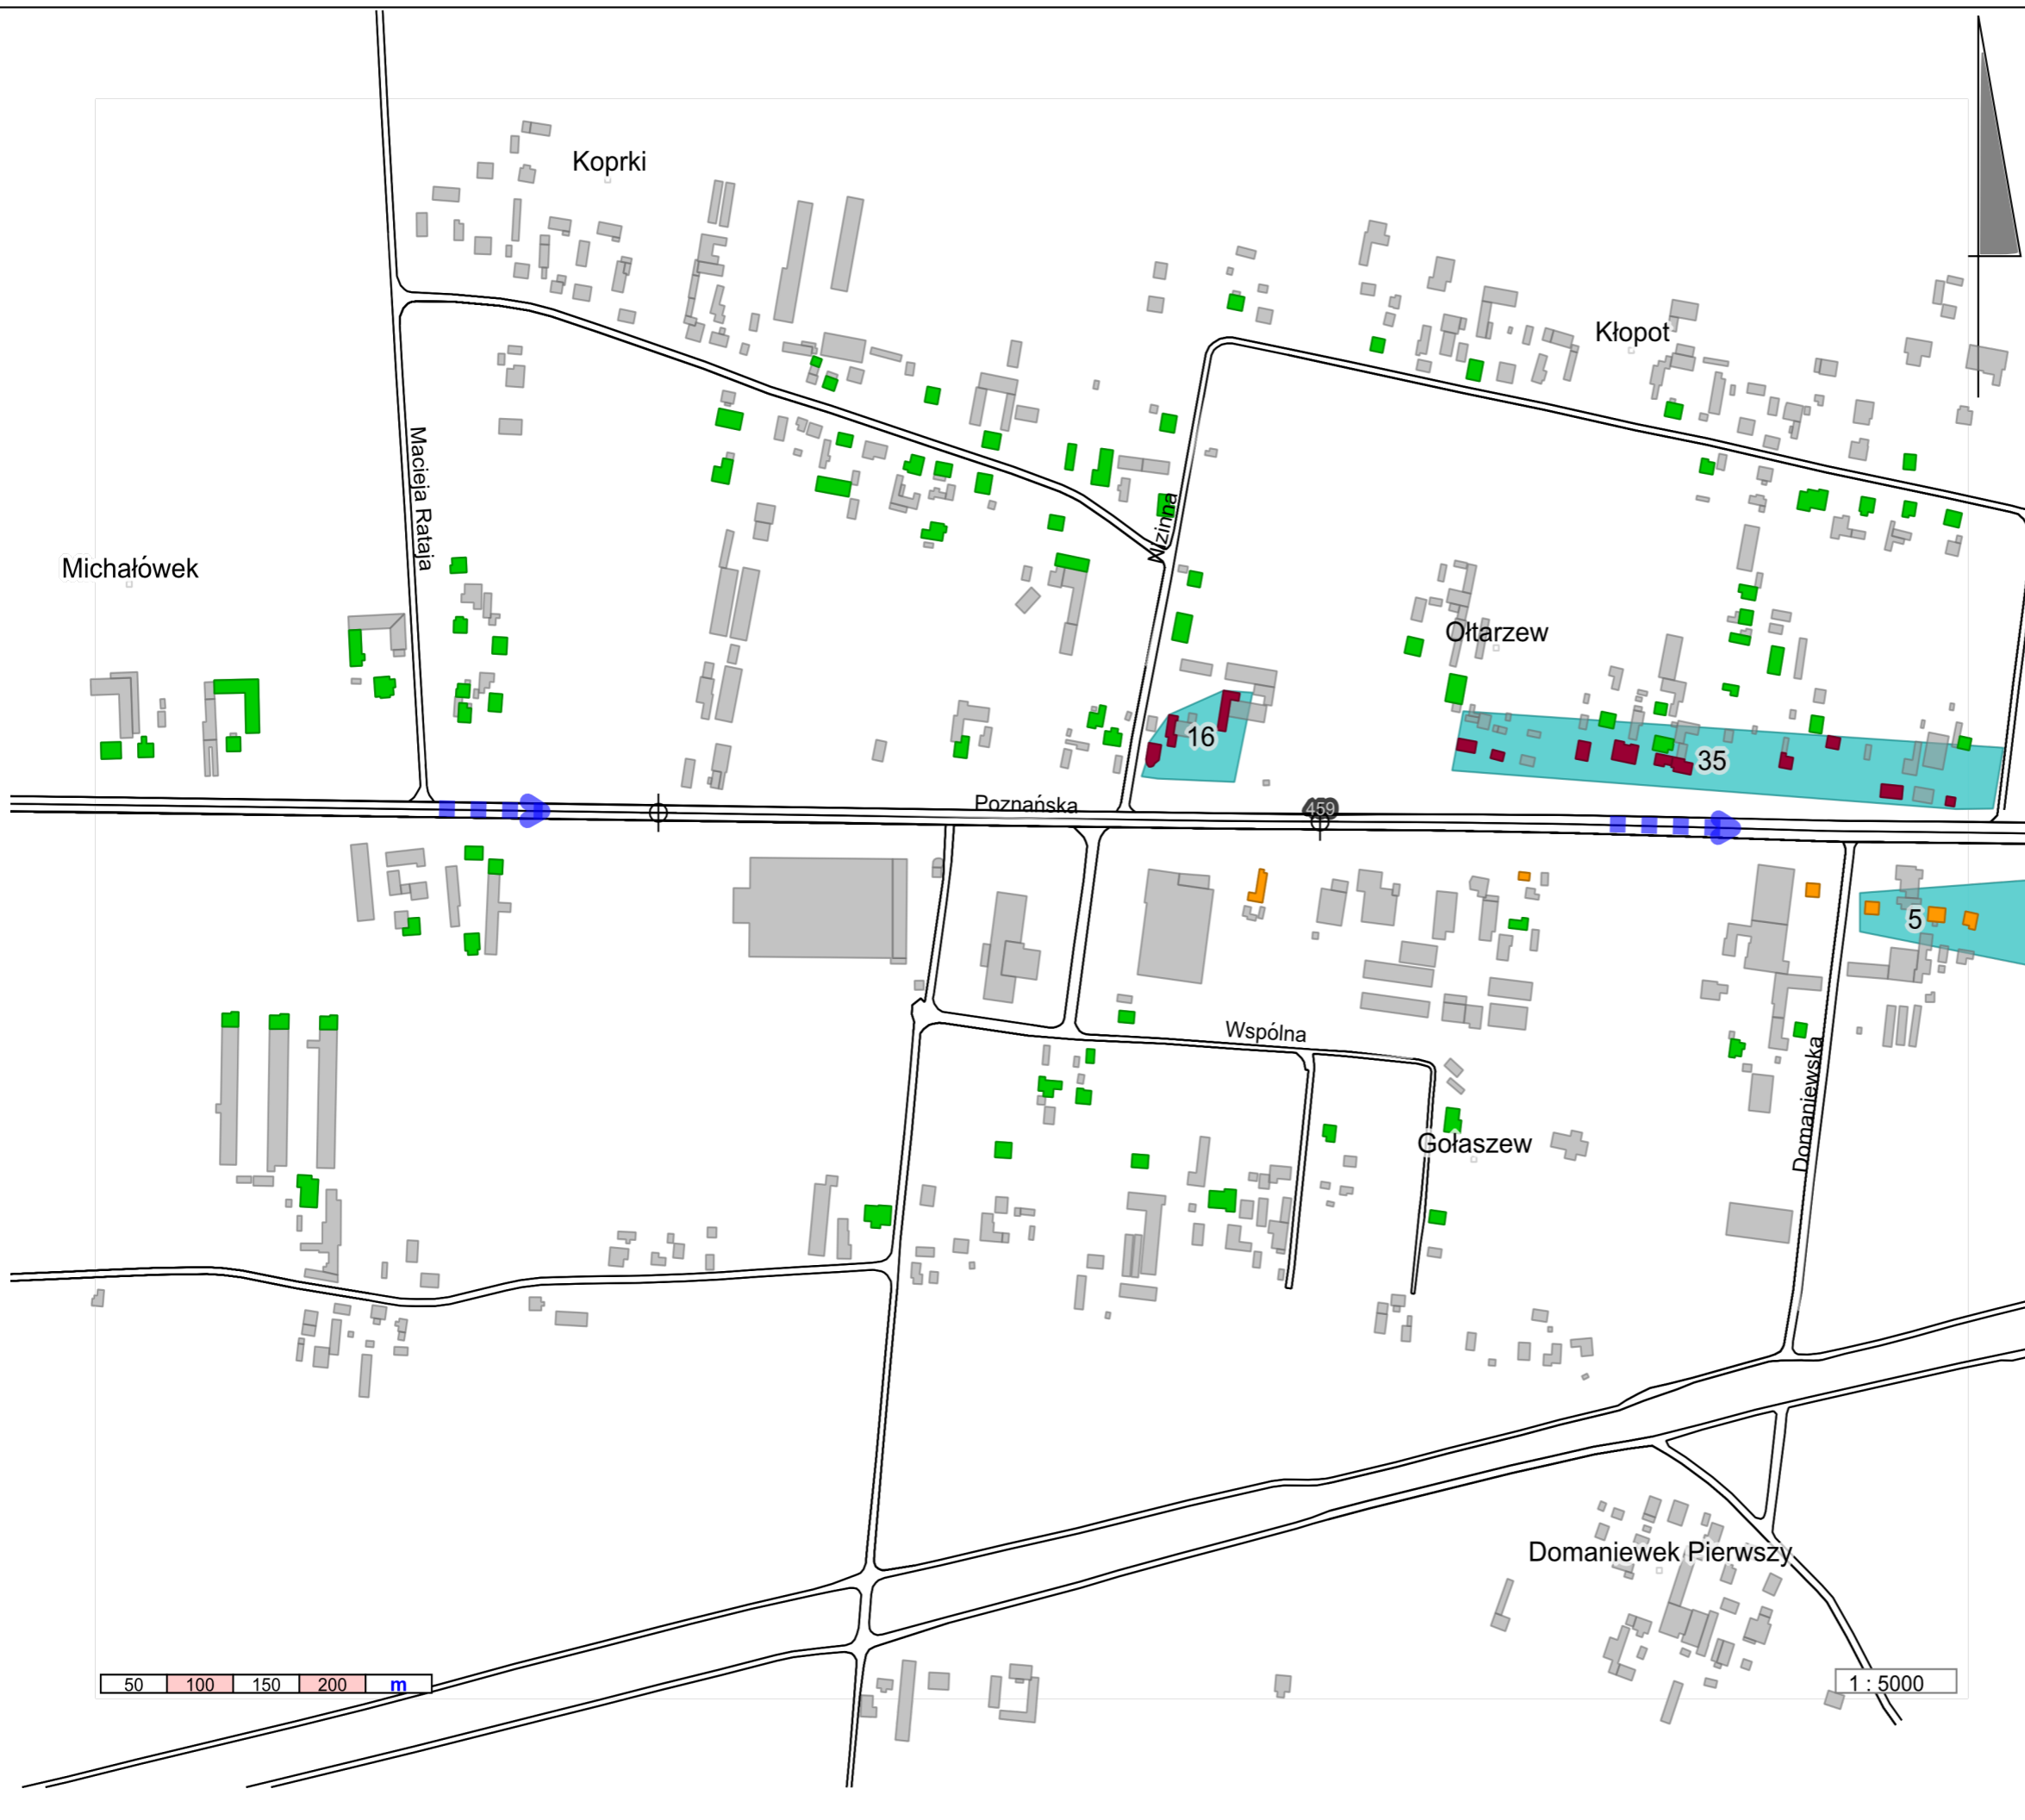 Koprki
Kłopot
Macieja Rataja
Nizinna
Michałówek
Ołtarzew
16
35
Poznańska
459
5
Wspólna
Domaniewska
Gołaszew
Domaniewek Pierwszy
50 100 150 200 m
1 : 5000